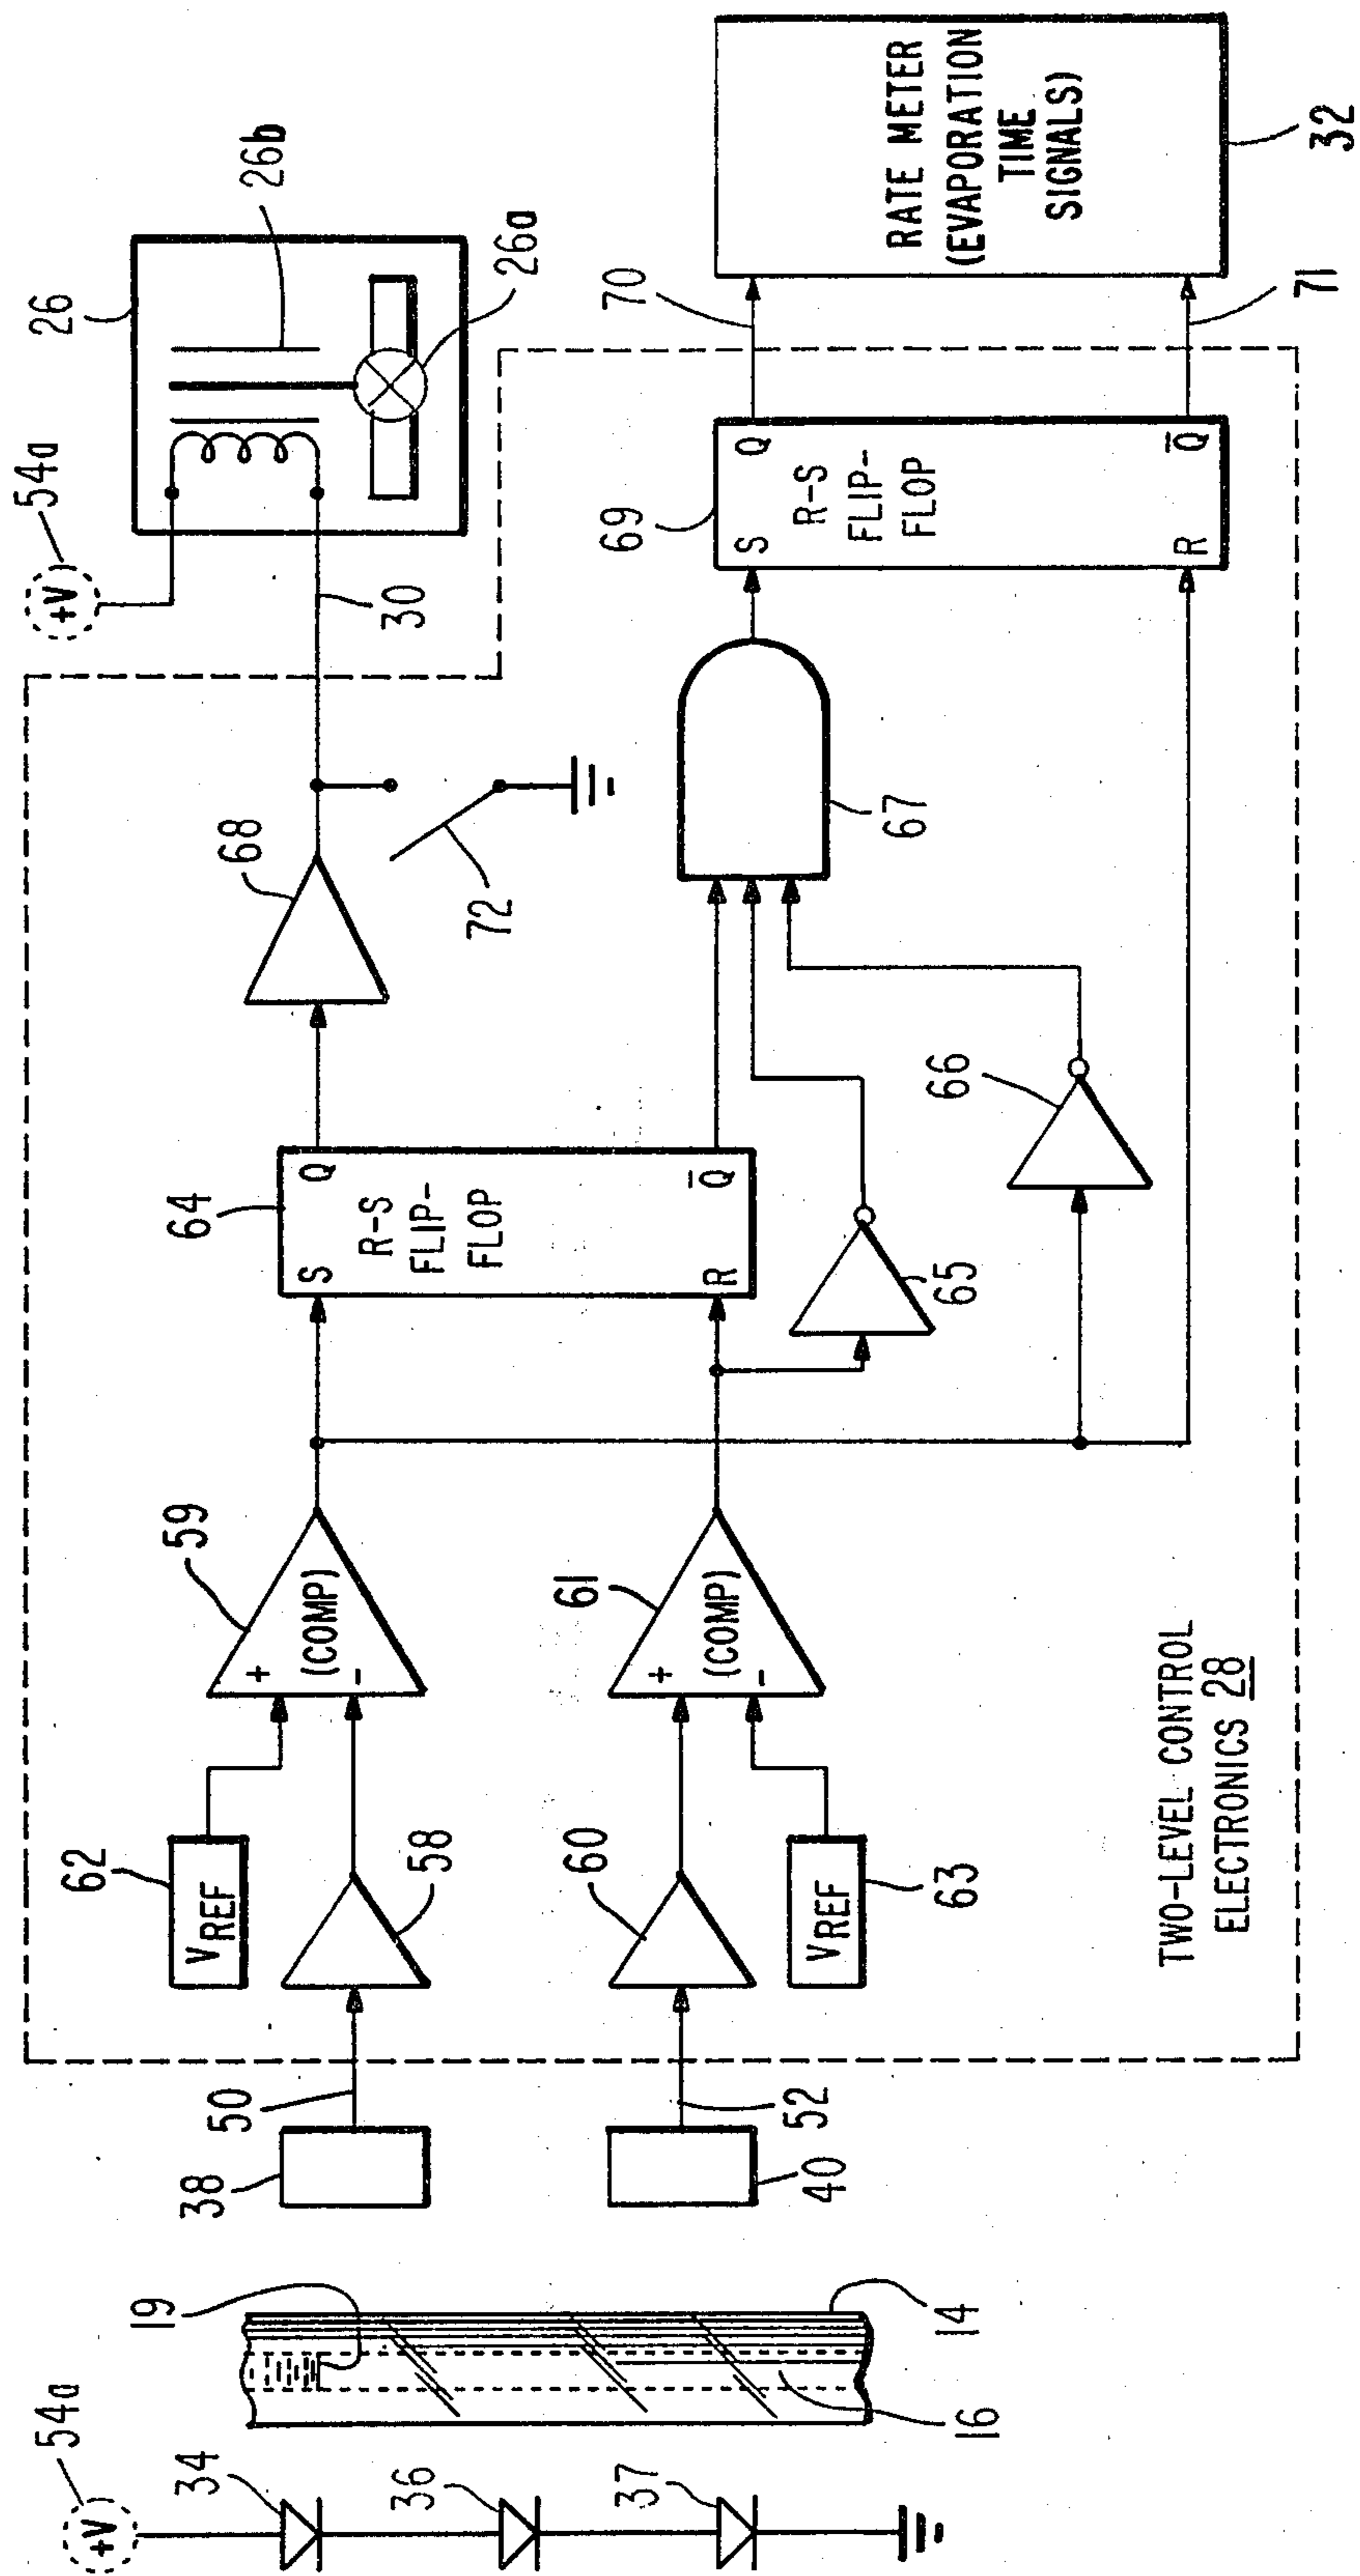 +V
54a
34
36
37
19
16
14
38
50
40
52
62
VREF
58
60
VREF
63
59
+
(COMP)
-
61
+
(COMP)
-
64
S
Q
R-S
FLIP-
FLOP
R
Q̅
65
66
68
72
67
30
+V
54a
26
26b
26a
69
S
Q
R-S
FLIP-
FLOP
R
Q̅
70
71
RATE METER
(EVAPORATION
TIME
SIGNALS)
32
TWO-LEVEL CONTROL
ELECTRONICS 28